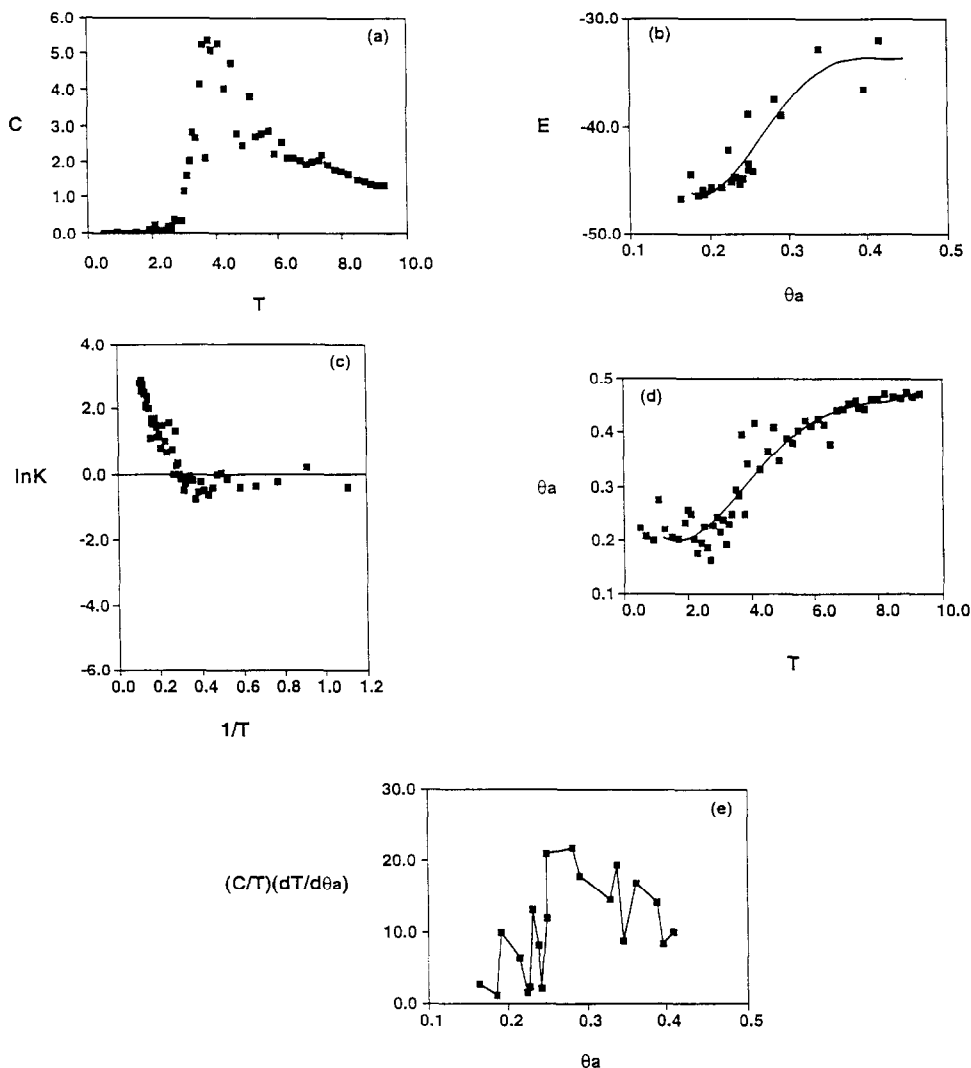 (a)
6.0
5.0
4.0
3.0
2.0
1.0
0.0
C
0.0 2.0 4.0 6.0 8.0 10.0
T
(b)
-30.0
-40.0
-50.0
E
0.1 0.2 0.3 0.4 0.5
θa
(c)
4.0
2.0
0.0
-2.0
-4.0
-6.0
lnK
0.0 0.2 0.4 0.6 0.8 1.0 1.2
1/T
(d)
0.5
0.4
0.3
0.2
0.1
θa
0.0 2.0 4.0 6.0 8.0 10.0
T
(e)
30.0
20.0
10.0
0.0
(C/T)(dT/dθa)
0.1 0.2 0.3 0.4 0.5
θa